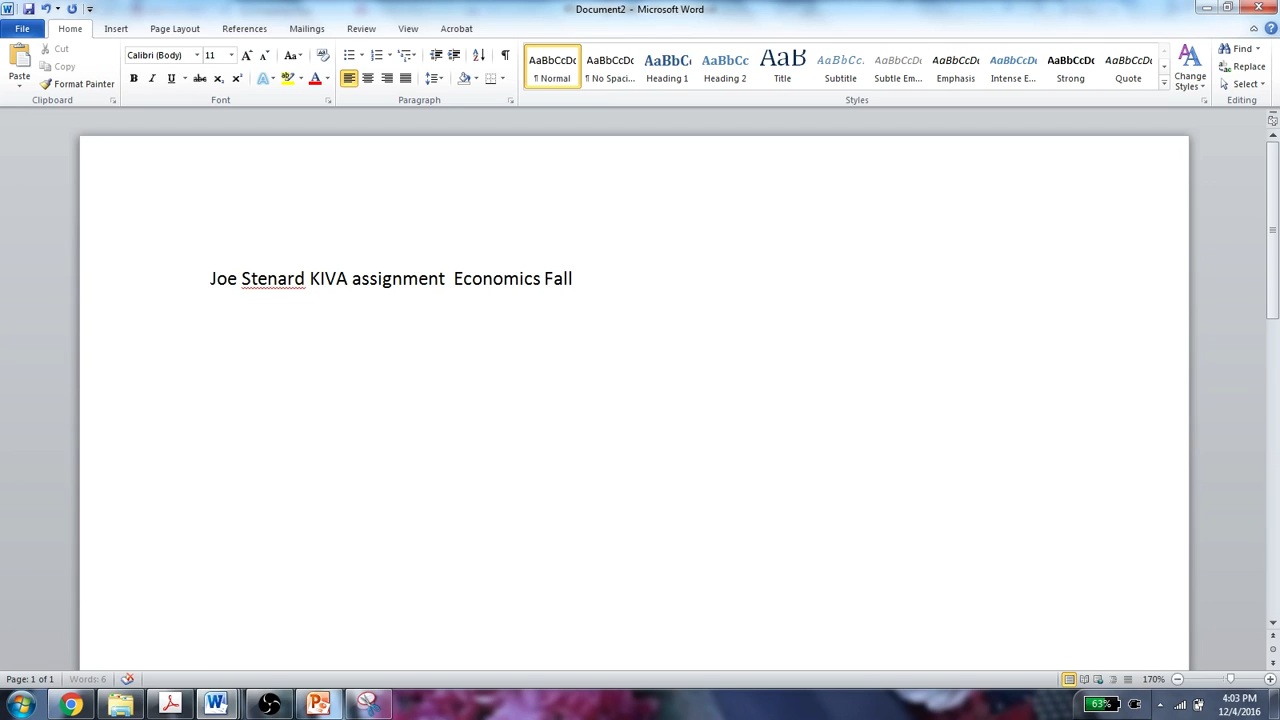 Document2 - Microsoft Word
File Home Insert Page Layout References Mailings Review View Acrobat
Paste
Cut
Copy
Format Painter
Clipboard
Calibri (Body) 11
Font
Paragraph
AaBbCcDc AaBbCcDc AaBbC AaBbCc AaB AaBbCc. AaBbCcDc AaBbCcDc AaBbCcDc AaBbCcDc AaBbCcDc
¶ Normal ¶ No Spaci... Heading 1 Heading 2 Title Subtitle Subtle Em... Emphasis Intense E... Strong Quote
Styles
Change Styles
Find
Replace
Select
Editing
Joe Stenard KIVA assignment  Economics Fall
Page: 1 of 1 Words: 6 170%
63% 4:03 PM
12/4/2016